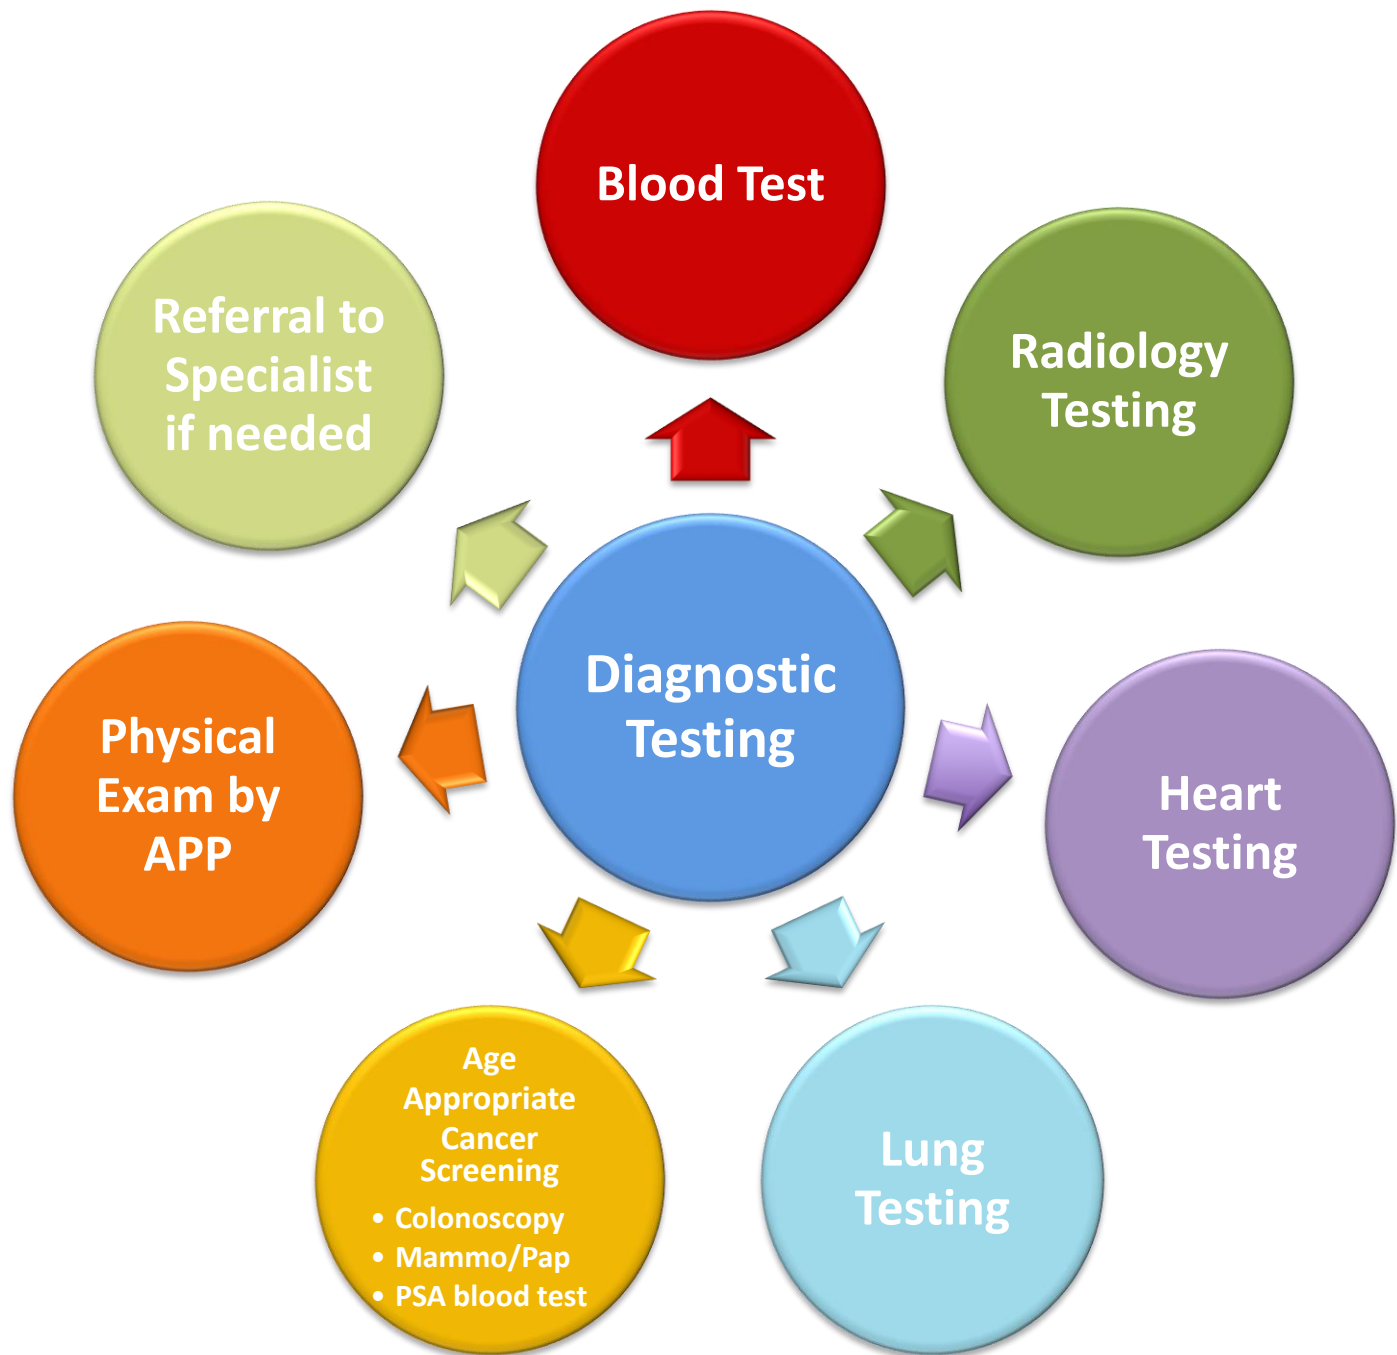 Blood Test
Radiology
Testing
Heart
Testing
Lung
Testing
Age
Appropriate
Cancer
Screening
• Colonoscopy
• Mammo/Pap
• PSA blood test
Physical
Exam by
APP
Referral to
Specialist
if needed
Diagnostic
Testing